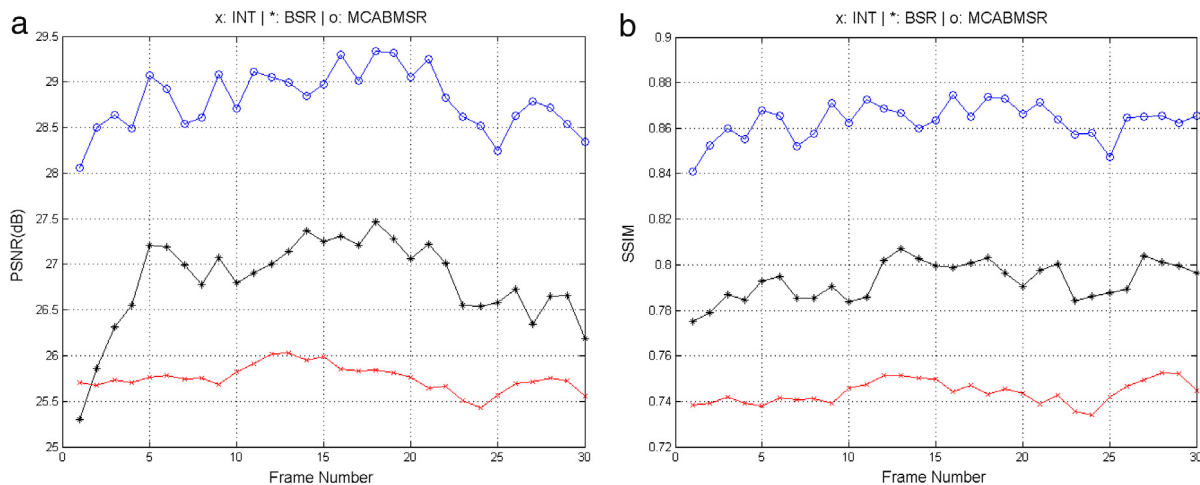 a
x: INT | *: BSR | o: MCABMSR
29.5
29
28.5
28
27.5
27
26.5
26
25.5
25
PSNR(dB)
0 5 10 15 20 25 30
Frame Number
b
x: INT | *: BSR | o: MCABMSR
0.9
0.88
0.86
0.84
0.82
0.8
0.78
0.76
0.74
0.72
SSIM
0 5 10 15 20 25 30
Frame Number